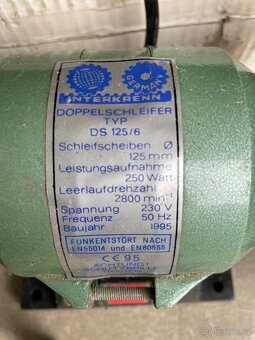 INTERKRENN
GERMANY
DOPPELSCHLEIFER
TYP
DS 125/6
Schleifscheiben Ø
125 mm
Leistungsaufnahme
250 Watt
Leerlaufdrehzahl
2800 min⁻¹
Spannung 230 V
Frequenz 50 Hz
Baujahr 1995
FUNKENTSTÖRT NACH
EN55014 und EN60555
CE 95
ACHTUNG!
SCHUTZBRILLE